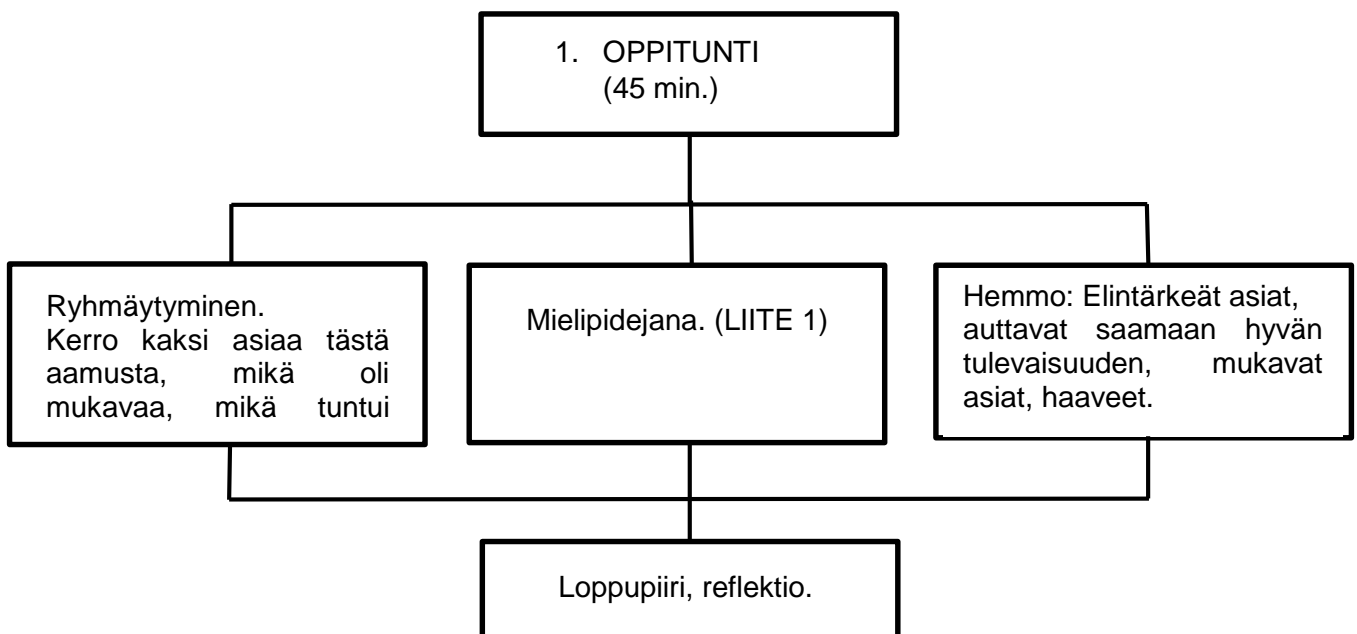 1. OPPITUNTI
(45 min.)
Ryhmäytyminen.
Kerro kaksi asiaa tästä
aamusta, mikä oli
mukavaa, mikä tuntui
Mielipidejana. (LIITE 1)
Hemmo: Elintärkeät asiat,
auttavat saamaan hyvän
tulevaisuuden, mukavat
asiat, haaveet.
Loppupiiri, reflektio.